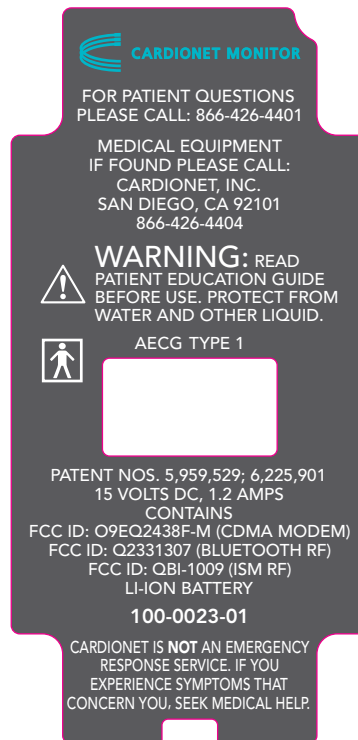 CARDIONET MONITOR
FOR PATIENT QUESTIONS
PLEASE CALL: 866-426-4401
MEDICAL EQUIPMENT
IF FOUND PLEASE CALL:
CARDIONET, INC.
SAN DIEGO, CA 92101
866-426-4404
WARNING: READ
PATIENT EDUCATION GUIDE
BEFORE USE. PROTECT FROM
WATER AND OTHER LIQUID.
AECG TYPE 1
PATENT NOS. 5,959,529; 6,225,901
15 VOLTS DC, 1.2 AMPS
CONTAINS
FCC ID: O9EQ2438F-M (CDMA MODEM)
FCC ID: Q2331307 (BLUETOOTH RF)
FCC ID: QBI-1009 (ISM RF)
LI-ION BATTERY
100-0023-01
CARDIONET IS NOT AN EMERGENCY
RESPONSE SERVICE. IF YOU
EXPERIENCE SYMPTOMS THAT
CONCERN YOU, SEEK MEDICAL HELP.